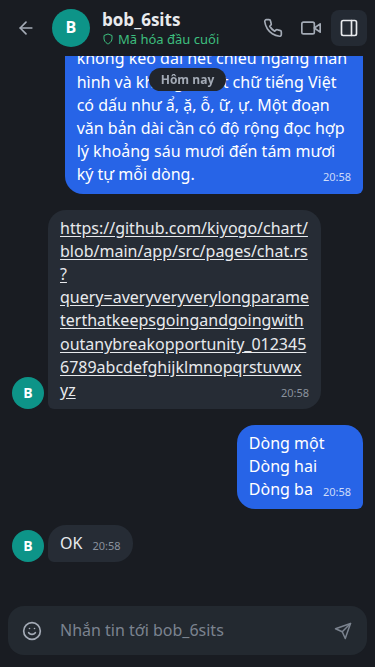 B
bob_6sits
Mã hóa đầu cuối
không kéo dài hết chiều ngang màn
Hôm nay
hình và chữ tiếng Việt
có dấu như ẩ, ặ, ỗ, ữ, ự. Một đoạn
văn bản dài cần có độ rộng đọc hợp
lý khoảng sáu mươi đến tám mươi
ký tự mỗi dòng. 20:58
https://github.com/kiyogo/chart/
blob/main/app/src/pages/chat.rs
?
query=averyveryverylongparame
terthatkeepsgoingandgoingwith
outanybreakopportunity_012345
6789abcdefghijklmnopqrstuvwx
yz 20:58
B
Dòng một
Dòng hai
Dòng ba 20:58
B
OK 20:58
Nhắn tin tới bob_6sits